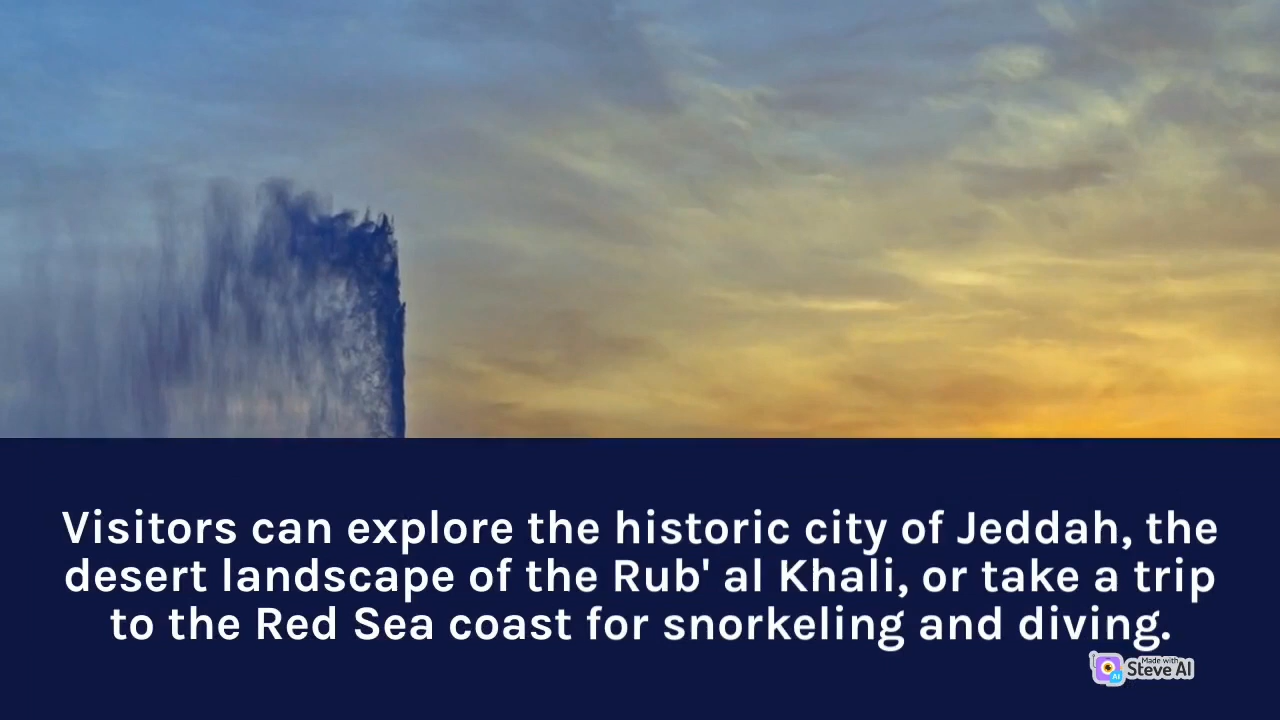 Visitors can explore the historic city of Jeddah, the
desert landscape of the Rub' al Khali, or take a trip
to the Red Sea coast for snorkeling and diving.
Made with
Steve AI
AI